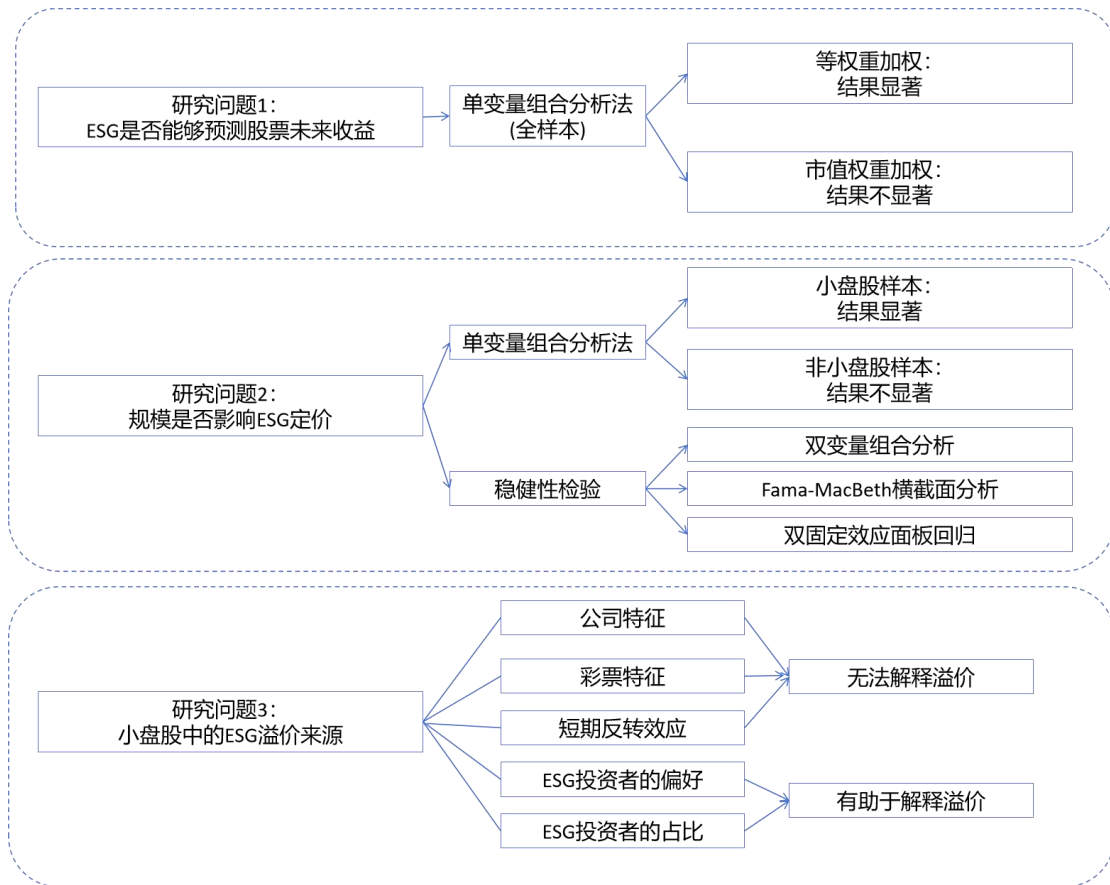 研究问题1：
ESG是否能够预测股票未来收益
单变量组合分析法
(全样本)
等权重加权：
结果显著
市值权重加权：
结果不显著
研究问题2：
规模是否影响ESG定价
单变量组合分析法
小盘股样本：
结果显著
非小盘股样本：
结果不显著
稳健性检验
双变量组合分析
Fama-MacBeth横截面分析
双固定效应面板回归
研究问题3：
小盘股中的ESG溢价来源
公司特征
彩票特征
短期反转效应
ESG投资者的偏好
ESG投资者的占比
无法解释溢价
有助于解释溢价